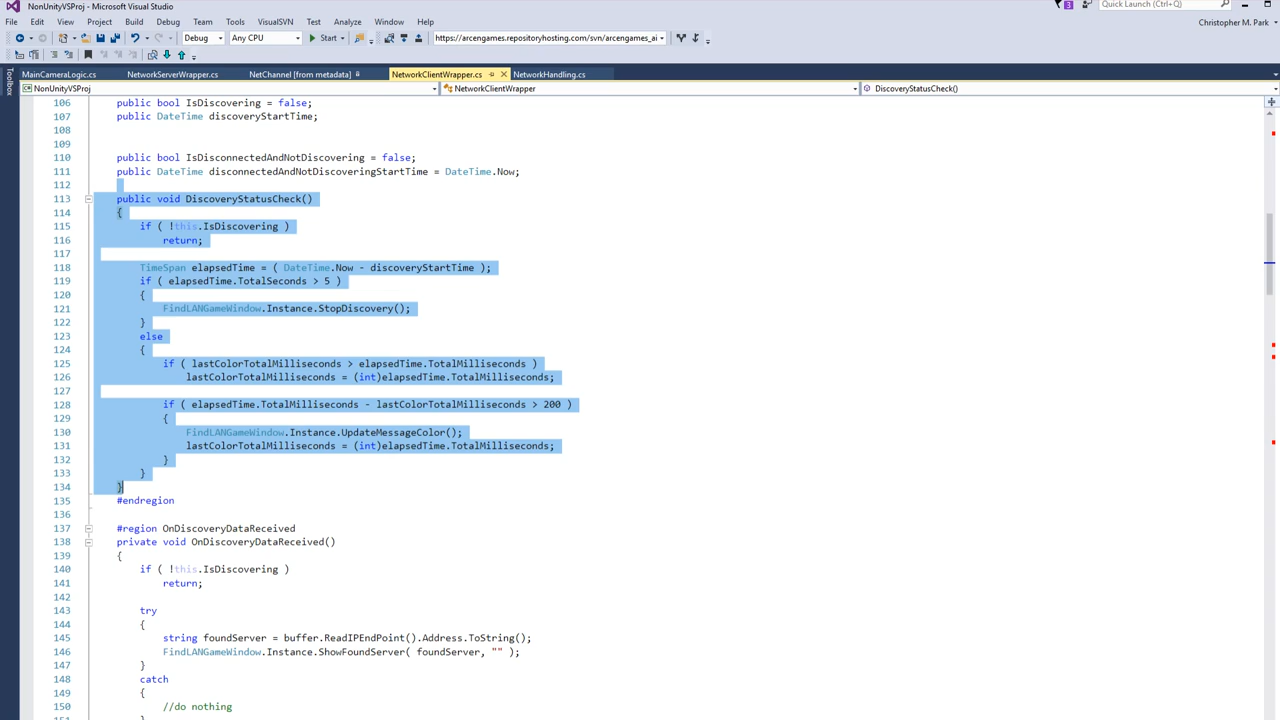 NonUnityVSProj - Microsoft Visual Studio
3
Quick Launch (Ctrl+Q)
File Edit View Project Build Debug Team Tools VisualSVN Test Analyze Window Help
Christopher M. Park
Debug Any CPU Start https://arcengames.repositoryhosting.com/svn/arcengames_ai
Toolbox
MainCameraLogic.cs NetworkServerWrapper.cs NetChannel [from metadata] NetworkClientWrapper.cs NetworkHandling.cs
NonUnityVSProj NetworkClientWrapper DiscoveryStatusCheck()
106 public bool IsDiscovering = false;
107 public DateTime discoveryStartTime;
108
109
110 public bool IsDisconnectedAndNotDiscovering = false;
111 public DateTime disconnectedAndNotDiscoveringStartTime = DateTime.Now;
112
113 public void DiscoveryStatusCheck()
114 {
115 if ( !this.IsDiscovering )
116 return;
117
118 TimeSpan elapsedTime = ( DateTime.Now - discoveryStartTime );
119 if ( elapsedTime.TotalSeconds > 5 )
120 {
121 FindLANGameWindow.Instance.StopDiscovery();
122 }
123 else
124 {
125 if ( lastColorTotalMilliseconds > elapsedTime.TotalMilliseconds )
126 lastColorTotalMilliseconds = (int)elapsedTime.TotalMilliseconds;
127
128 if ( elapsedTime.TotalMilliseconds - lastColorTotalMilliseconds > 200 )
129 {
130 FindLANGameWindow.Instance.UpdateMessageColor();
131 lastColorTotalMilliseconds = (int)elapsedTime.TotalMilliseconds;
132 }
133 }
134 }
135 #endregion
136
137 #region OnDiscoveryDataReceived
138 private void OnDiscoveryDataReceived()
139 {
140 if ( !this.IsDiscovering )
141 return;
142
143 try
144 {
145 string foundServer = buffer.ReadIPEndPoint().Address.ToString();
146 FindLANGameWindow.Instance.ShowFoundServer( foundServer, "" );
147 }
148 catch
149 {
150 //do nothing
151 }